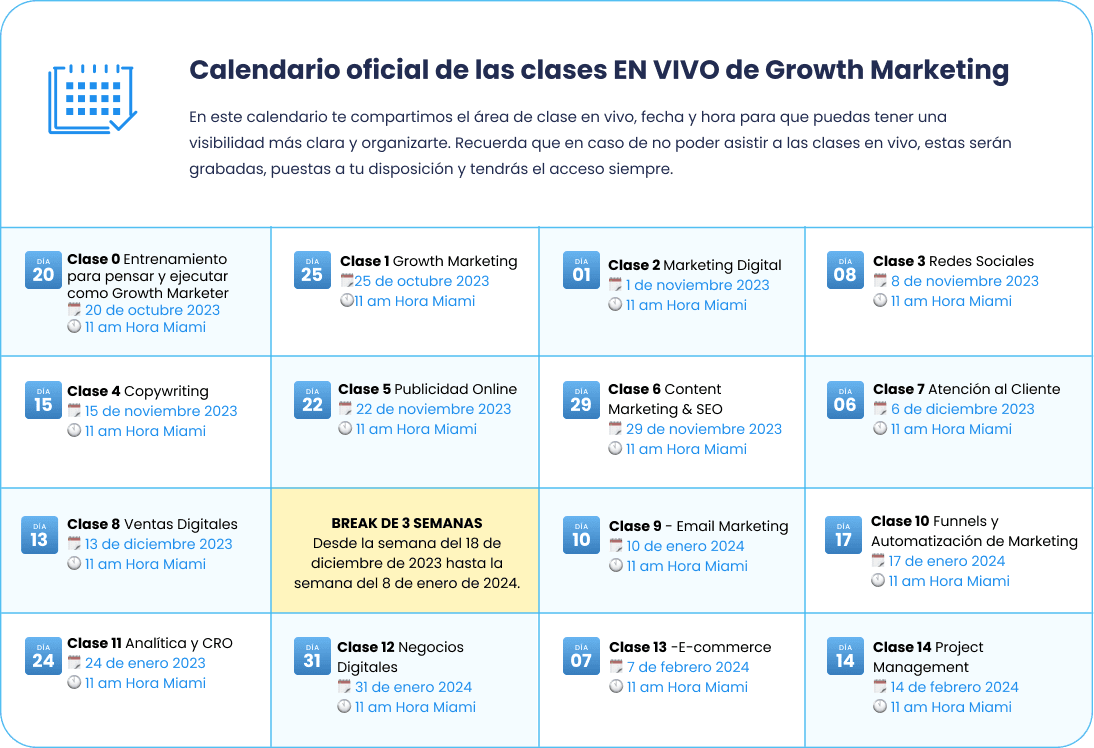 Calendario oficial de las clases EN VIVO de Growth Marketing
En este calendario te compartimos el área de clase en vivo, fecha y hora para que puedas tener una
visibilidad más clara y organizarte. Recuerda que en caso de no poder asistir a las clases en vivo, estas serán
grabadas, puestas a tu disposición y tendrás el acceso siempre.
DÍA
20
Clase 0 Entrenamiento
para pensar y ejecutar
como Growth Marketer
20 de octubre 2023
11 am Hora Miami
DÍA
25
Clase 1 Growth Marketing
25 de octubre 2023
11 am Hora Miami
DÍA
01
Clase 2 Marketing Digital
1 de noviembre 2023
11 am Hora Miami
DÍA
08
Clase 3 Redes Sociales
8 de noviembre 2023
11 am Hora Miami
DÍA
15
Clase 4 Copywriting
15 de noviembre 2023
11 am Hora Miami
DÍA
22
Clase 5 Publicidad Online
22 de noviembre 2023
11 am Hora Miami
DÍA
29
Clase 6 Content
Marketing & SEO
29 de noviembre 2023
11 am Hora Miami
DÍA
06
Clase 7 Atención al Cliente
6 de diciembre 2023
11 am Hora Miami
DÍA
13
Clase 8 Ventas Digitales
13 de diciembre 2023
11 am Hora Miami
BREAK DE 3 SEMANAS
Desde la semana del 18 de
diciembre de 2023 hasta la
semana del 8 de enero de 2024.
DÍA
10
Clase 9 - Email Marketing
10 de enero 2024
11 am Hora Miami
DÍA
17
Clase 10 Funnels y
Automatización de Marketing
17 de enero 2024
11 am Hora Miami
DÍA
24
Clase 11 Analítica y CRO
24 de enero 2023
11 am Hora Miami
DÍA
31
Clase 12 Negocios
Digitales
31 de enero 2024
11 am Hora Miami
DÍA
07
Clase 13 -E-commerce
7 de febrero 2024
11 am Hora Miami
DÍA
14
Clase 14 Project
Management
14 de febrero 2024
11 am Hora Miami